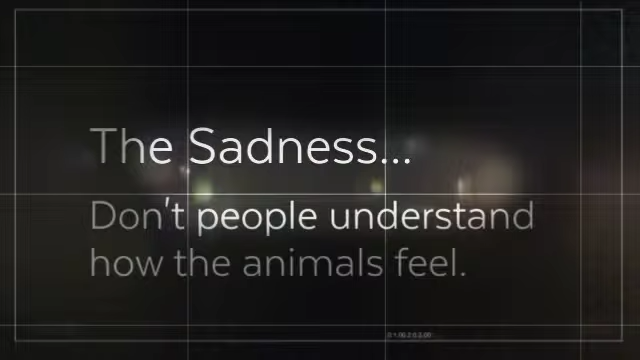 The Sadness...
Don't people understand
how the animals feel.